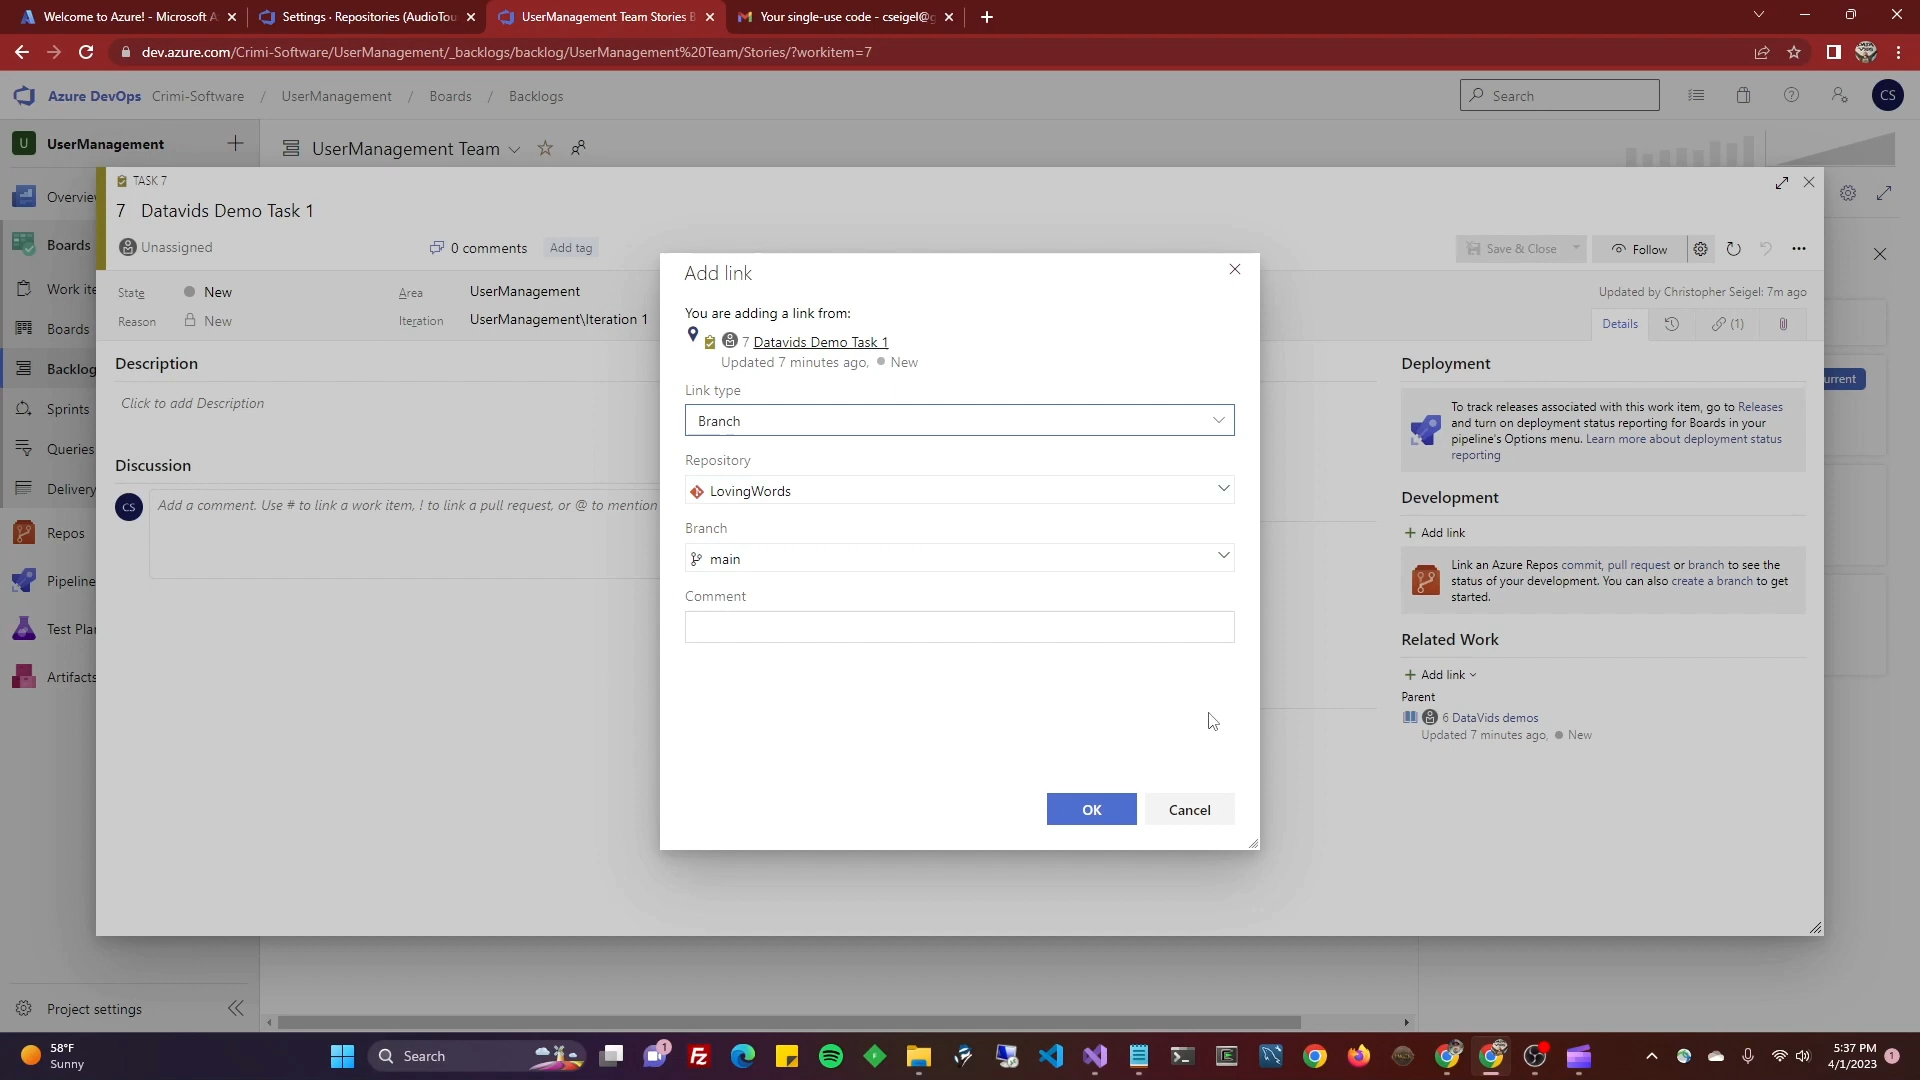 Welcome to Azure! - Microsoft A
Settings · Repositories (AudioTou
UserManagement Team Stories B
Your single-use code - cseigel@g
dev.azure.com/Crimi-Software/UserManagement/_backlogs/backlog/UserManagement%20Team/Stories/?workitem=7
Azure DevOps Crimi-Software / UserManagement / Boards / Backlogs
Search
CS
U UserManagement
UserManagement Team
Overvie
Boards
Work ite
Boards
Backlog
Sprints
Queries
Delivery
Repos
Pipeline
Test Plan
Artifacts
Project settings
TASK 7
7 Datavids Demo Task 1
Unassigned
0 comments
Add tag
Save & Close
Follow
State New
Area UserManagement
Reason New
Iteration UserManagement\Iteration 1
Updated by Christopher Seigel: 7m ago
Details
(1)
Description
Click to add Description
Discussion
CS
Add a comment. Use # to link a work item, ! to link a pull request, or @ to mention
Add link
You are adding a link from:
7 Datavids Demo Task 1
Updated 7 minutes ago, New
Link type
Branch
Repository
LovingWords
Branch
main
Comment
OK
Cancel
Deployment
To track releases associated with this work item, go to Releases
and turn on deployment status reporting for Boards in your
pipeline's Options menu. Learn more about deployment status
reporting
Development
+ Add link
Link an Azure Repos commit, pull request or branch to see the
status of your development. You can also create a branch to get
started.
Related Work
+ Add link
Parent
6 DataVids demos
Updated 7 minutes ago, New
urrent
58°F
Sunny
Search
1
5:37 PM
4/1/2023
1